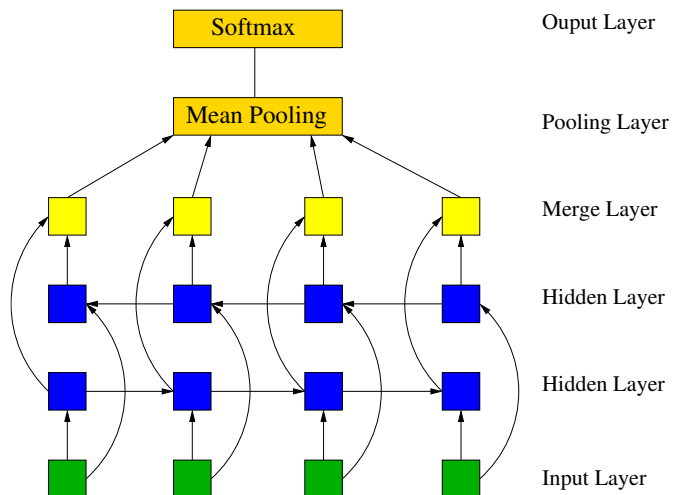 Softmax
Ouput Layer
Mean Pooling
Pooling Layer
Merge Layer
Hidden Layer
Hidden Layer
Input Layer